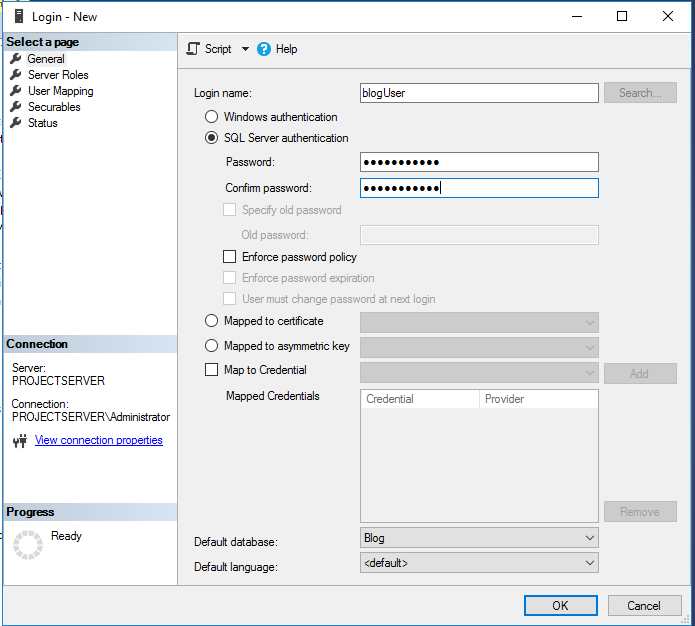 Login - New
Select a page
General
Server Roles
User Mapping
Securables
Status
Connection
Server:
PROJECTSERVER
Connection:
PROJECTSERVER\Administrator
View connection properties
Progress
Ready
Script
Help
Login name:
blogUser
Search...
Windows authentication
SQL Server authentication
Password:
●●●●●●●●●●●
Confirm password:
●●●●●●●●●●●
Specify old password
Old password:
Enforce password policy
Enforce password expiration
User must change password at next login
Mapped to certificate
Mapped to asymmetric key
Map to Credential
Add
Mapped Credentials
Credential Provider
Remove
Default database:
Blog
Default language:
<default>
OK
Cancel